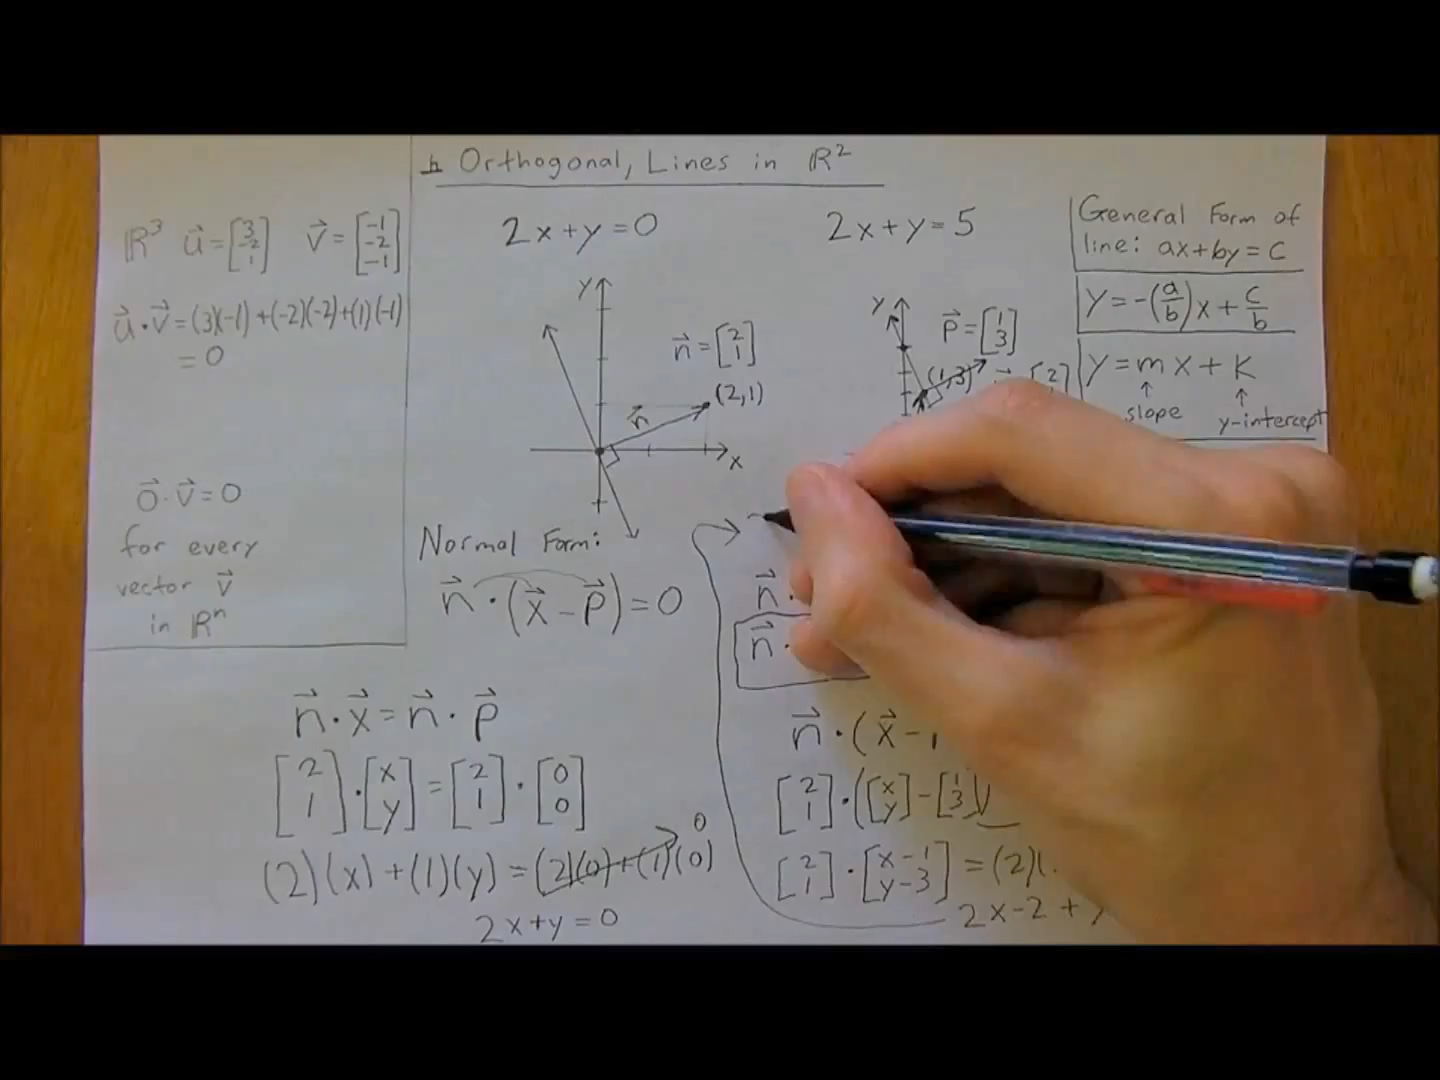 ⊥ Orthogonal, Lines in ℝ²
ℝ³ u⃗ = [3 -2 1] v⃗ = [-1 -2 -1]
u⃗ · v⃗ = (3)(-1) + (-2)(-2) + (1)(-1)
= 0
0⃗ · v⃗ = 0
for every
vector v⃗
in ℝⁿ
2x + y = 0
y
n⃗ = [2 1]
(2,1)
n⃗
x
Normal Form:
n⃗ · (x⃗ - p⃗) = 0
n⃗ · x⃗ = n⃗ · p⃗
[2 1] · [x y] = [2 1] · [0 0]
(2)(x) + (1)(y) = (2)(0) + (1)(0) 0
2x + y = 0
2x + y = 5
y
p⃗ = [1 3]
(1,3)
n⃗ ·
n⃗ ·
n⃗ · (x⃗ -
[2 1] · ([x y] - [1 3])
[2 1] · [x-1 y-3] = (2)(
2x - 2 + y
General Form of
line: ax + by = c
y = -(a/b)x + c/b
y = mx + k
↑ ↑
slope y-intercept